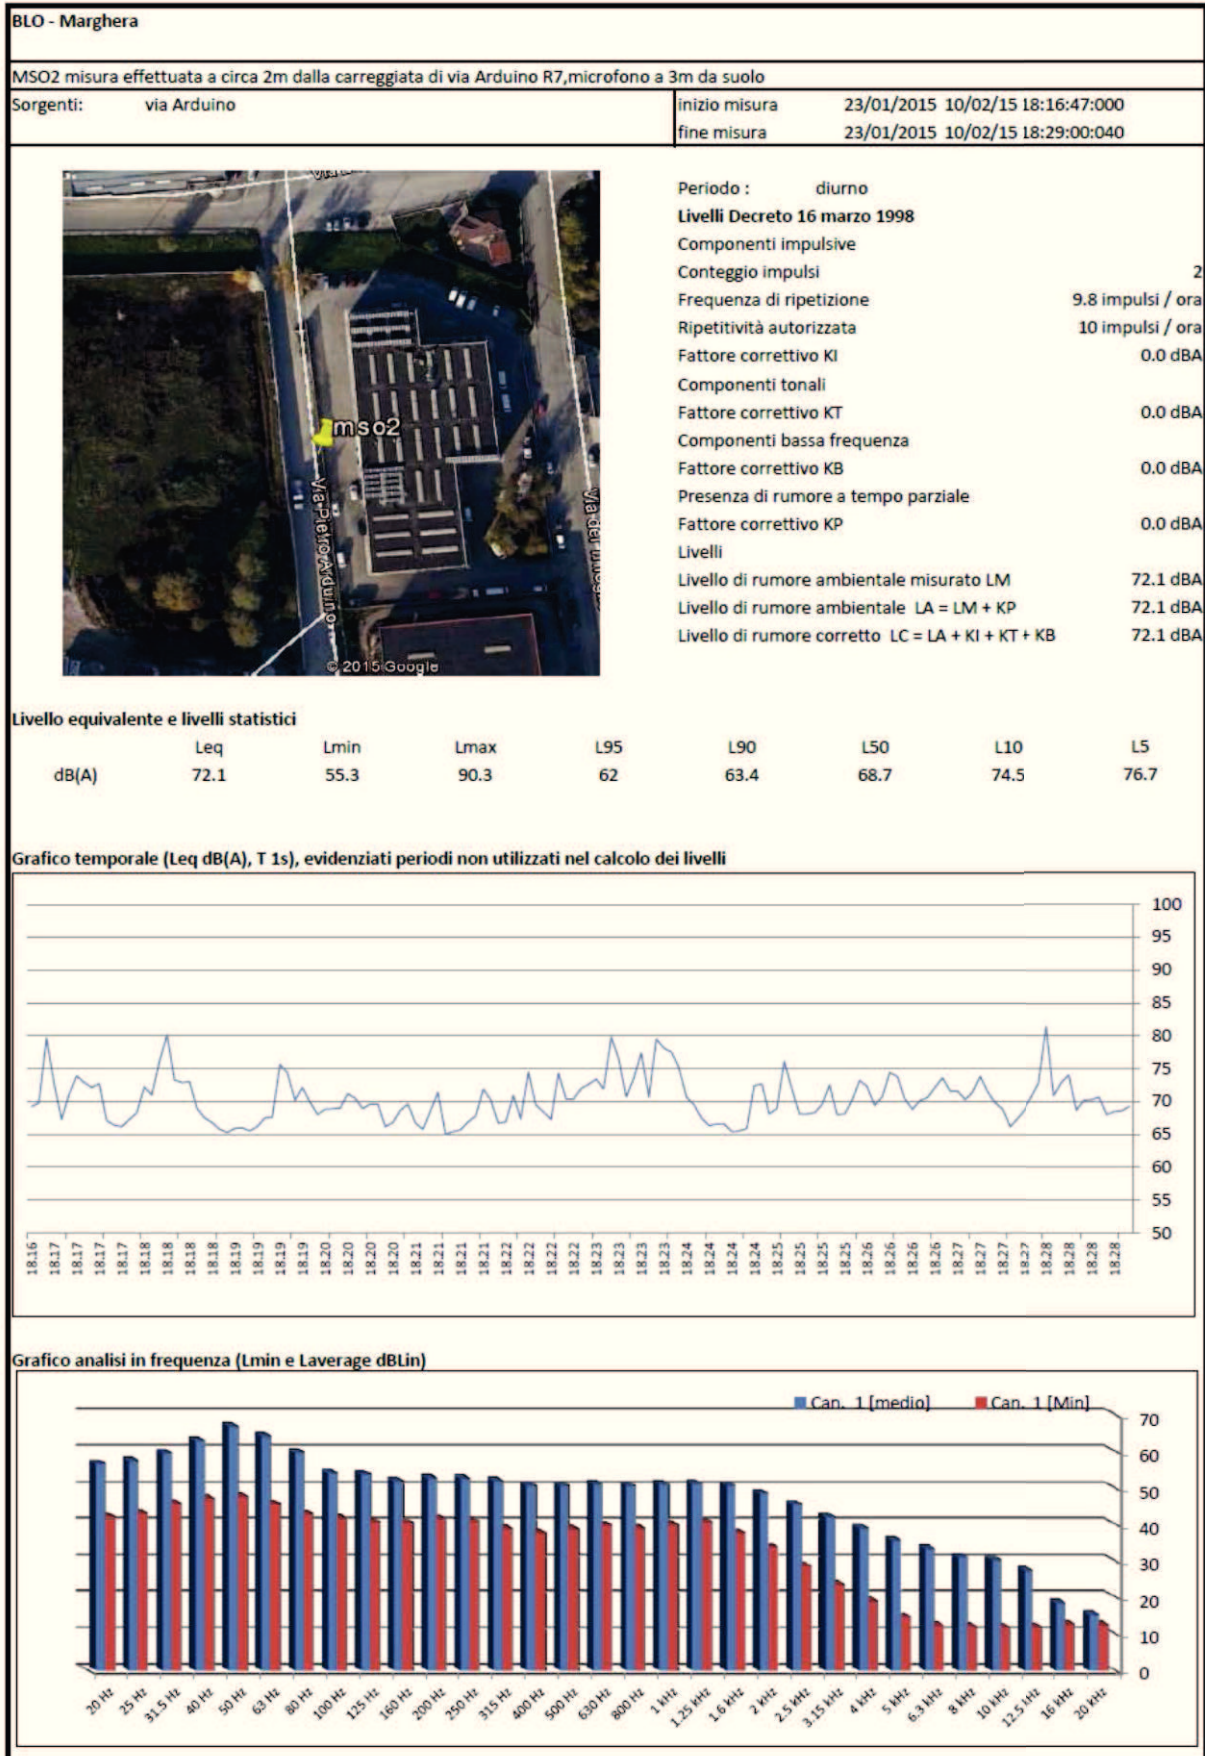 BLO - Marghera
MSO2 misura effettuata a circa 2m dalla carreggiata di via Arduino R7,microfono a 3m da suolo
Sorgenti: via Arduino
inizio misura 23/01/2015 10/02/15 18:16:47:000
fine misura 23/01/2015 10/02/15 18:29:00:040
mso2
Via Pietro Arduino
© 2015 Google
Periodo : diurno
Livelli Decreto 16 marzo 1998
Componenti impulsive
Conteggio impulsi 2
Frequenza di ripetizione 9.8 impulsi / ora
Ripetitività autorizzata 10 impulsi / ora
Fattore correttivo KI 0.0 dBA
Componenti tonali
Fattore correttivo KT 0.0 dBA
Componenti bassa frequenza
Fattore correttivo KB 0.0 dBA
Presenza di rumore a tempo parziale
Fattore correttivo KP 0.0 dBA
Livelli
Livello di rumore ambientale misurato LM 72.1 dBA
Livello di rumore ambientale LA = LM + KP 72.1 dBA
Livello di rumore corretto LC = LA + KI + KT + KB 72.1 dBA
Livello equivalente e livelli statistici
Leq Lmin Lmax L95 L90 L50 L10 L5
dB(A) 72.1 55.3 90.3 62 63.4 68.7 74.5 76.7
Grafico temporale (Leq dB(A), T 1s), evidenziati periodi non utilizzati nel calcolo dei livelli
100
95
90
85
80
75
70
65
60
55
50
18.16 18.17 18.17 18.17 18.17 18.18 18.18 18.18 18.18 18.19 18.19 18.19 18.19 18.20 18.20 18.20 18.20 18.21 18.21 18.21 18.21 18.22 18.22 18.22 18.23 18.23 18.23 18.23 18.24 18.24 18.24 18.24 18.25 18.25 18.25 18.26 18.26 18.26 18.26 18.27 18.27 18.27 18.27 18.28 18.28 18.28 18.28
Grafico analisi in frequenza (Lmin e Laverage dBLin)
Can. 1 [medio] Can. 1 [Min]
70
60
50
40
30
20
10
0
20 Hz 25 Hz 31.5 Hz 40 Hz 50 Hz 63 Hz 80 Hz 100 Hz 125 Hz 160 Hz 200 Hz 250 Hz 315 Hz 400 Hz 500 Hz 630 Hz 800 Hz 1 kHz 1.25 kHz 1.6 kHz 2 kHz 2.5 kHz 3.15 kHz 4 kHz 5 kHz 6.3 kHz 8 kHz 10 kHz 12.5 kHz 16 kHz 20 kHz